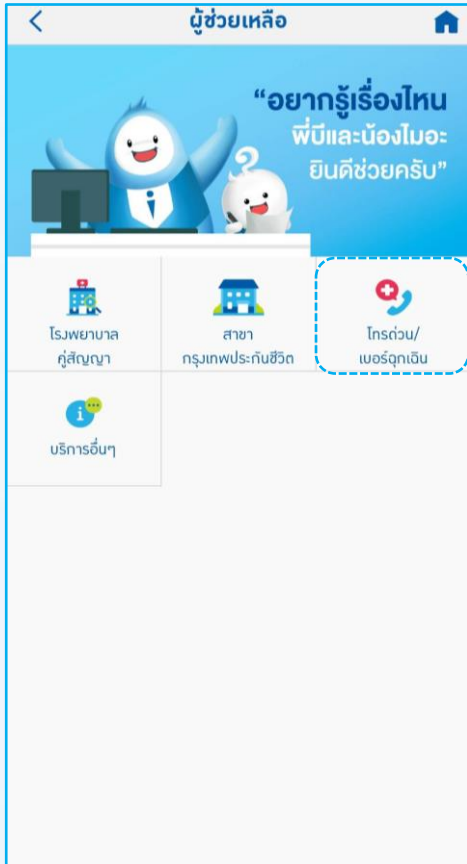 ผู้ช่วยเหลือ
“อยากรู้เรื่องไหน
พี่บีและน้องไมอะ
ยินดีช่วยครับ”
โรงพยาบาล
คู่สัญญา
สาขา
กรุงเทพประกันชีวิต
โทรด่วน/
เบอร์ฉุกเฉิน
บริการอื่นๆ